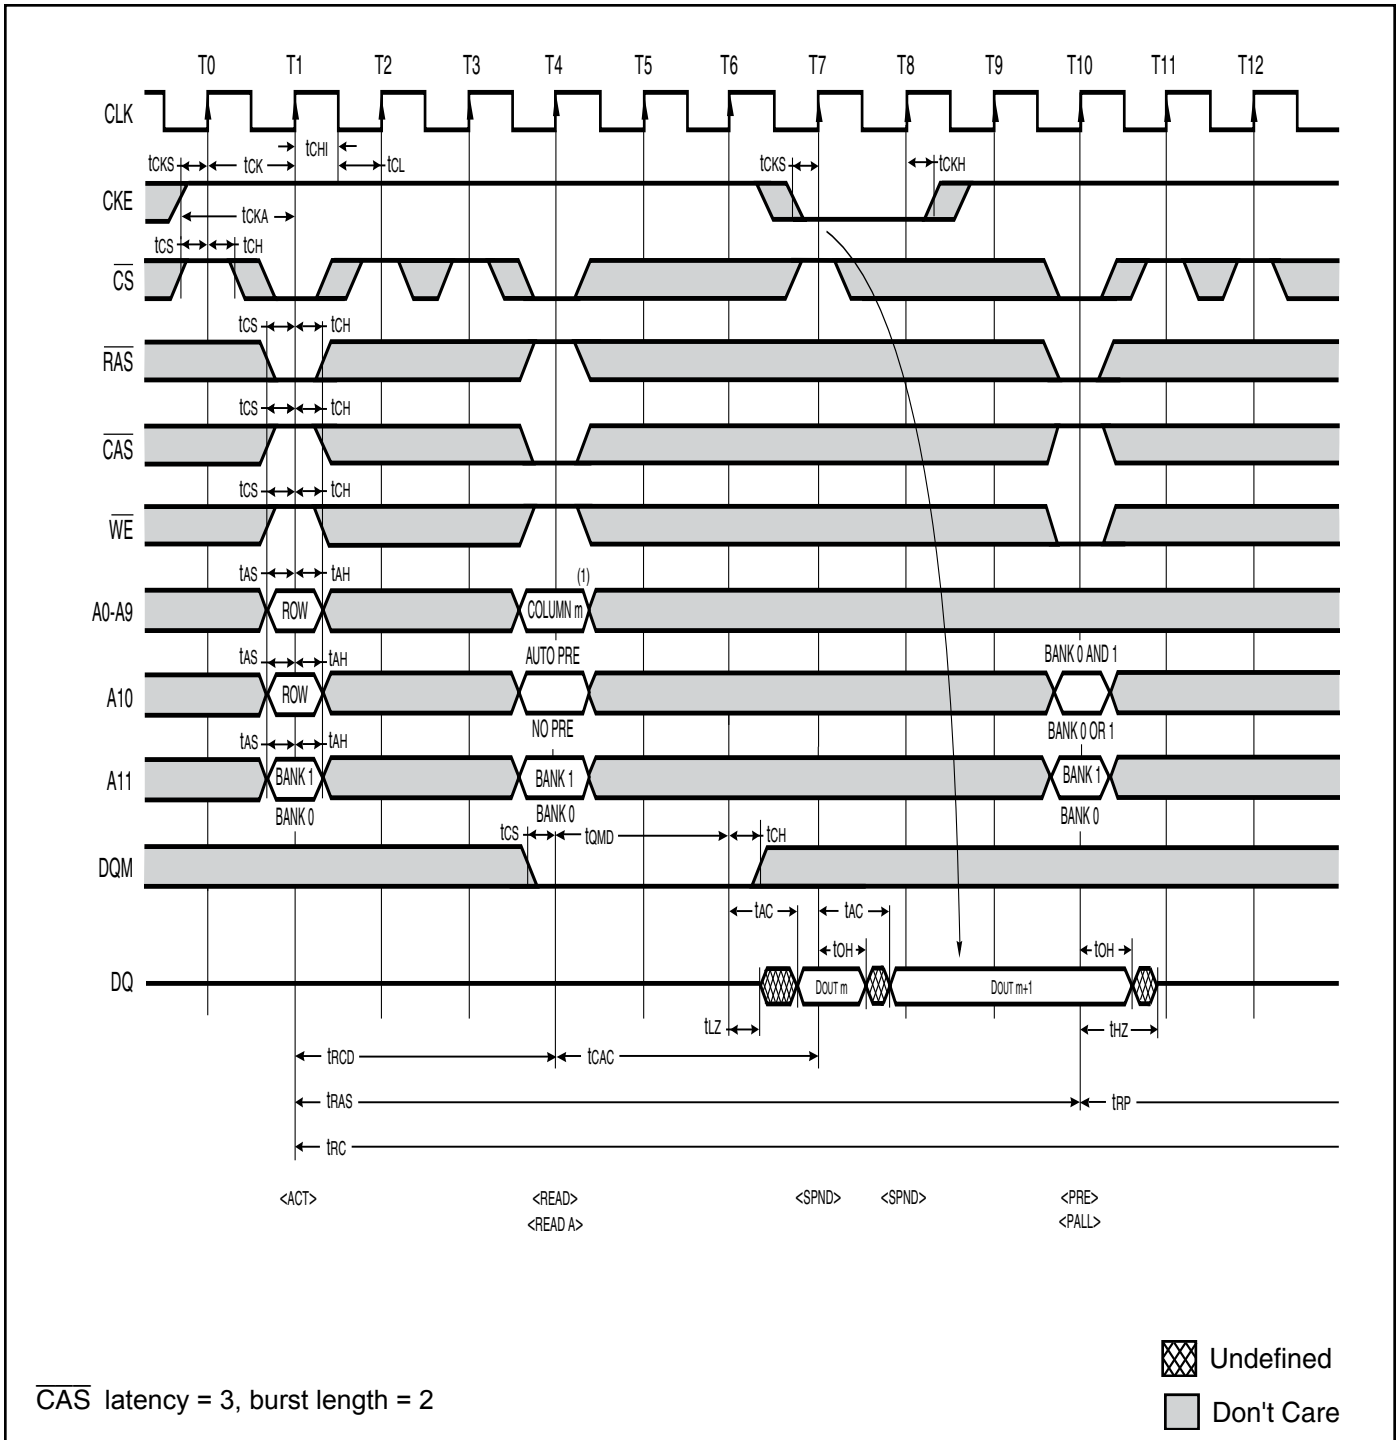 T0 T1 T2 T3 T4 T5 T6 T7 T8 T9 T10 T11 T12
CLK
tCHI
tCKS tCK tCL tCKS tCKH
CKE
tCKA
tCS tCH
CS
tCS tCH
RAS
tCS tCH
CAS
tCS tCH
WE
tAS tAH (1)
A0-A9 ROW COLUMN m
tAS tAH AUTO PRE BANK 0 AND 1
A10 ROW
NO PRE BANK 0 OR 1
tAS tAH
A11 BANK 1 BANK 1 BANK 1
BANK 0 BANK 0 BANK 0
tCS tQMD tCH
DQM
tAC tAC
tOH tOH
DQ DOUT m DOUT m+1
tLZ tHZ
tRCD tCAC
tRAS tRP
tRC
<ACT> <READ> <SPND> <SPND> <PRE>
<READ A> <PALL>
Undefined
CAS latency = 3, burst length = 2
Don't Care